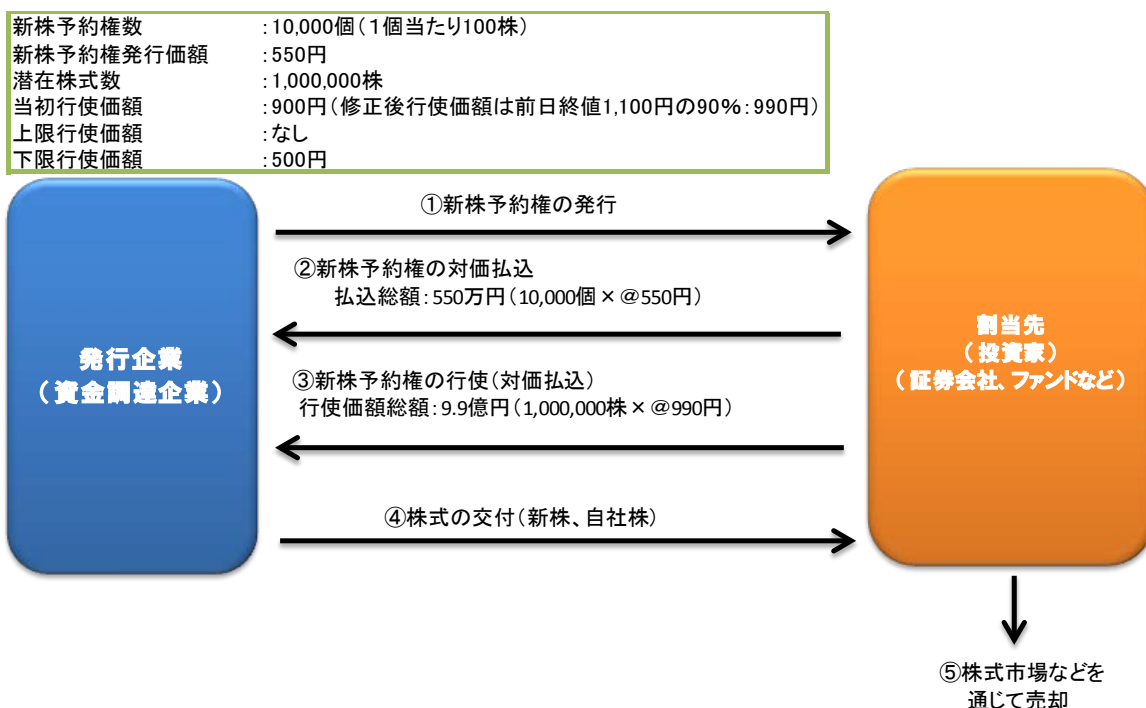 新株予約権数 :10,000個(1個当たり100株)
新株予約権発行価額 :550円
潜在株式数 :1,000,000株
当初行使価額 :900円(修正後行使価額は前日終値1,100円の90%:990円)
上限行使価額 :なし
下限行使価額 :500円
①新株予約権の発行
②新株予約権の対価払込
払込総額:550万円(10,000個×@550円)
発行企業
(資金調達企業)
割当先
(投資家)
(証券会社、ファンドなど)
③新株予約権の行使(対価払込)
行使価額総額:9.9億円(1,000,000株×@990円)
④株式の交付(新株、自社株)
⑤株式市場などを
通じて売却